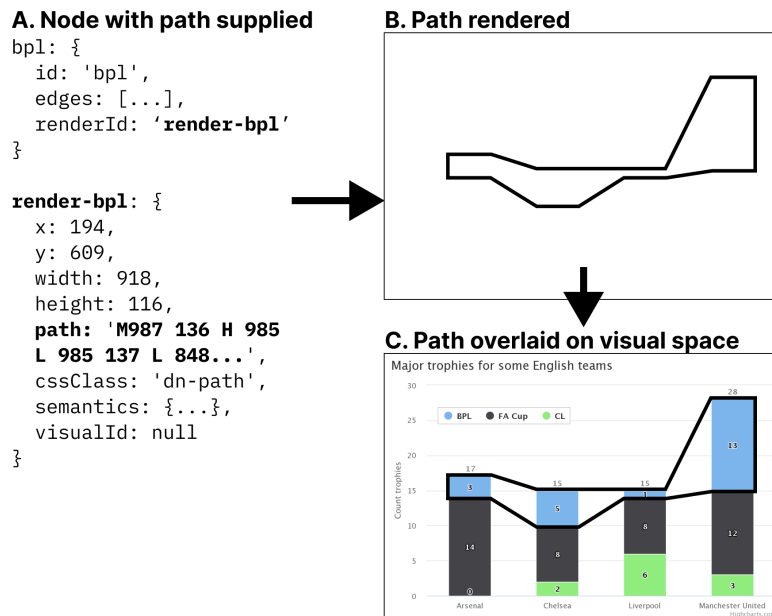 A. Node with path supplied
bpl: {
id: 'bpl',
edges: [...],
renderId: ‘render-bpl’
}
render-bpl: {
x: 194,
y: 609,
width: 918,
height: 116,
path: 'M987 136 H 985
L 985 137 L 848...',
cssClass: 'dn-path',
semantics: {...},
visualId: null
}
B. Path rendered
C. Path overlaid on visual space
Major trophies for some English teams
Count trophies
30
25
20
15
10
5
0
BPL FA Cup CL
17
3
14
0
15
5
8
2
15
1
8
6
28
13
12
3
Arsenal Chelsea Liverpool Manchester United